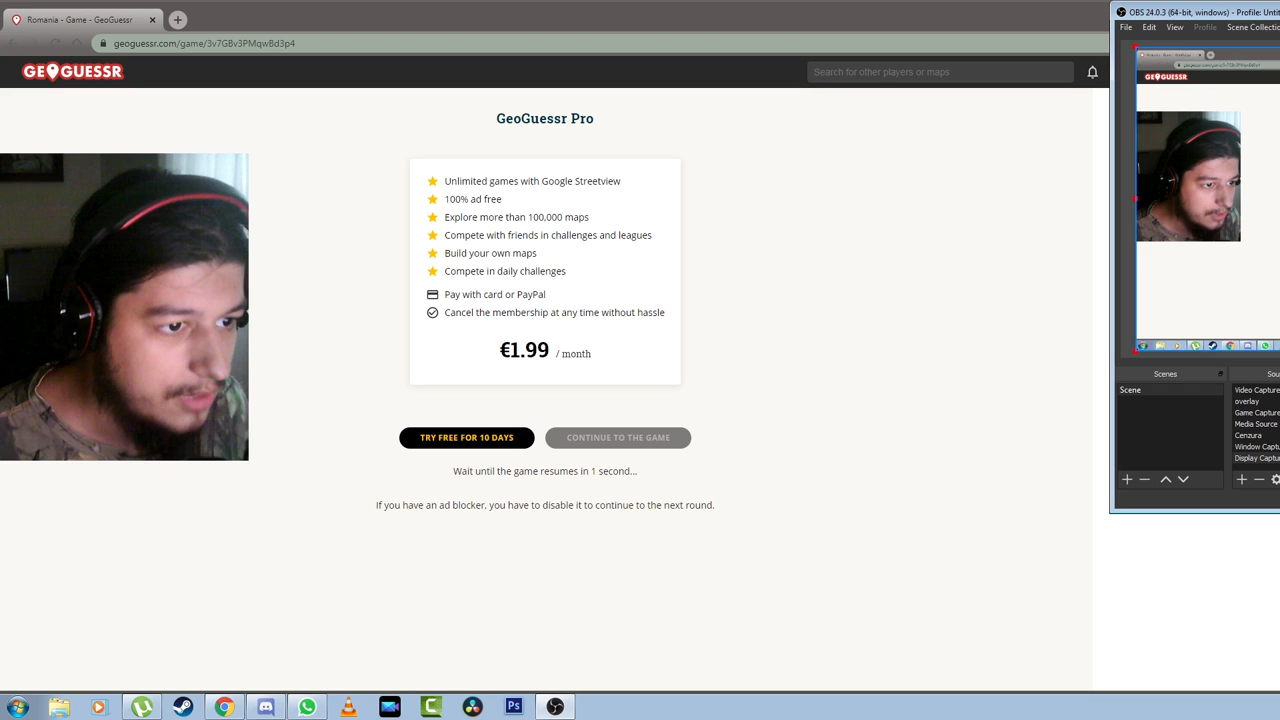 Romania - Game - GeoGuessr
geoguessr.com/game/3v7GBv3PMqwBd3p4
GEOGUESSR
Search for other players or maps
GeoGuessr Pro
Unlimited games with Google Streetview
100% ad free
Explore more than 100,000 maps
Compete with friends in challenges and leagues
Build your own maps
Compete in daily challenges
Pay with card or PayPal
Cancel the membership at any time without hassle
€1.99 / month
TRY FREE FOR 10 DAYS
CONTINUE TO THE GAME
Wait until the game resumes in 1 second...
If you have an ad blocker, you have to disable it to continue to the next round.
OBS 24.0.3 (64-bit, windows) - Profile: Unti
File Edit View Profile Scene Collectio
GEOGUESSR
Scenes
Sou
Scene
Video Capture
overlay
Game Capture
Media Source
Cenzura
Window Captu
Display Captu
Ps